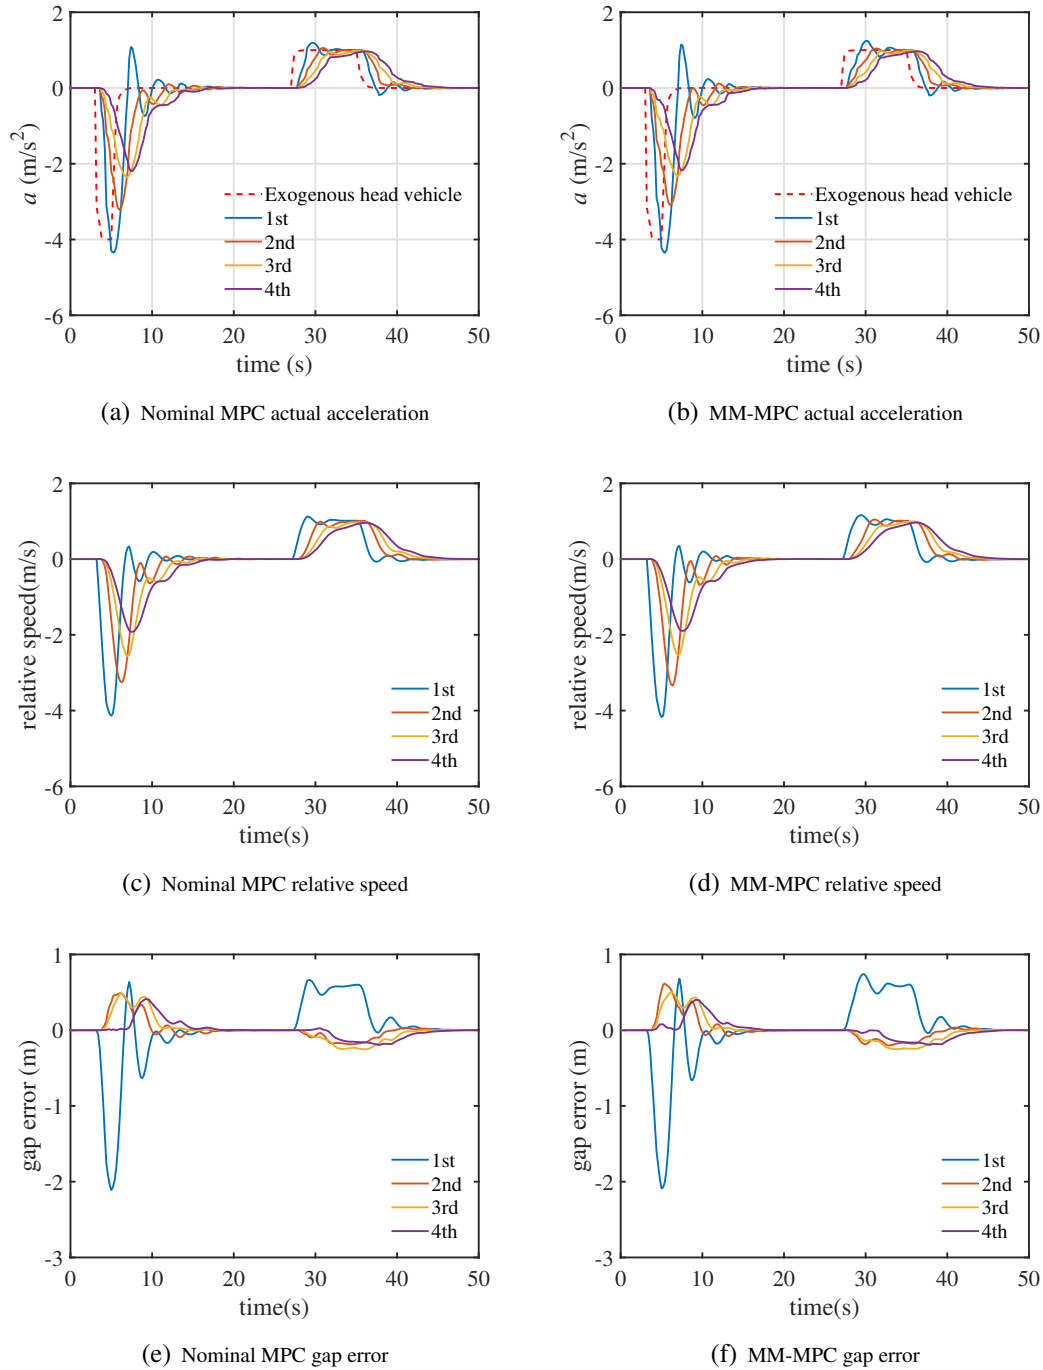 2
0
-2
-4
-6
a (m/s²)
Exogenous head vehicle
1st
2nd
3rd
4th
0 10 20 30 40 50
time (s)
(a) Nominal MPC actual acceleration
2
0
-2
-4
-6
a (m/s²)
Exogenous head vehicle
1st
2nd
3rd
4th
0 10 20 30 40 50
time (s)
(b) MM-MPC actual acceleration
2
0
-2
-4
-6
relative speed(m/s)
1st
2nd
3rd
4th
0 10 20 30 40 50
time(s)
(c) Nominal MPC relative speed
2
0
-2
-4
-6
relative speed(m/s)
1st
2nd
3rd
4th
0 10 20 30 40 50
time(s)
(d) MM-MPC relative speed
1
0
-1
-2
-3
gap error (m)
1st
2nd
3rd
4th
0 10 20 30 40 50
time(s)
(e) Nominal MPC gap error
1
0
-1
-2
-3
gap error (m)
1st
2nd
3rd
4th
0 10 20 30 40 50
time(s)
(f) MM-MPC gap error